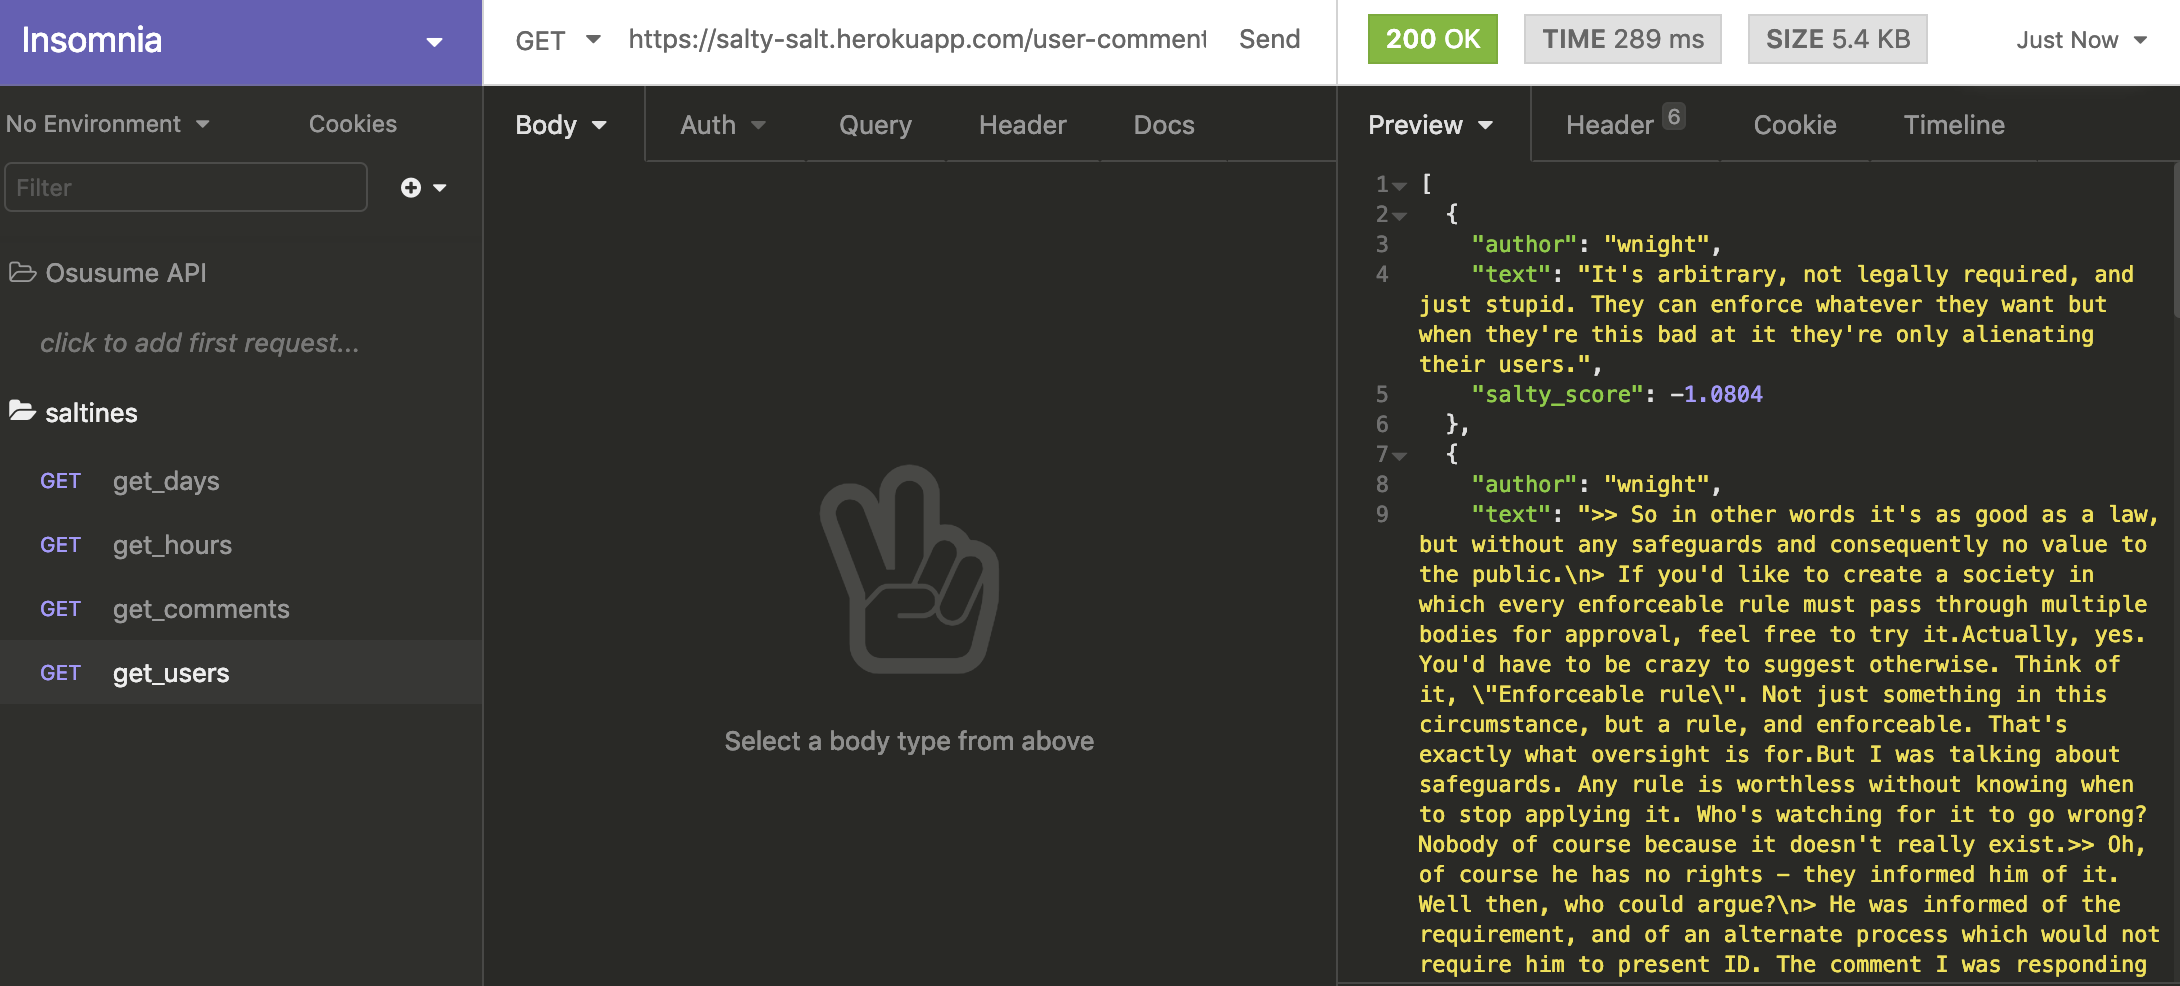 Insomnia
GET
https://salty-salt.herokuapp.com/user-comment
Send
200 OK
TIME 289 ms
SIZE 5.4 KB
Just Now
No Environment
Cookies
Filter
Osusume API
click to add first request...
saltines
GET get_days
GET get_hours
GET get_comments
GET get_users
Body
Auth
Query
Header
Docs
Select a body type from above
Preview
Header 6
Cookie
Timeline
1 [
2 {
3 "author": "wnight",
4 "text": "It's arbitrary, not legally required, and
just stupid. They can enforce whatever they want but
when they're this bad at it they're only alienating
their users.",
5 "salty_score": -1.0804
6 },
7 {
8 "author": "wnight",
9 "text": ">> So in other words it's as good as a law,
but without any safeguards and consequently no value to
the public.\n> If you'd like to create a society in
which every enforceable rule must pass through multiple
bodies for approval, feel free to try it.Actually, yes.
You'd have to be crazy to suggest otherwise. Think of
it, \"Enforceable rule\". Not just something in this
circumstance, but a rule, and enforceable. That's
exactly what oversight is for.But I was talking about
safeguards. Any rule is worthless without knowing when
to stop applying it. Who's watching for it to go wrong?
Nobody of course because it doesn't really exist.>> Oh,
of course he has no rights – they informed him of it.
Well then, who could argue?\n> He was informed of the
requirement, and of an alternate process which would not
require him to present ID. The comment I was responding